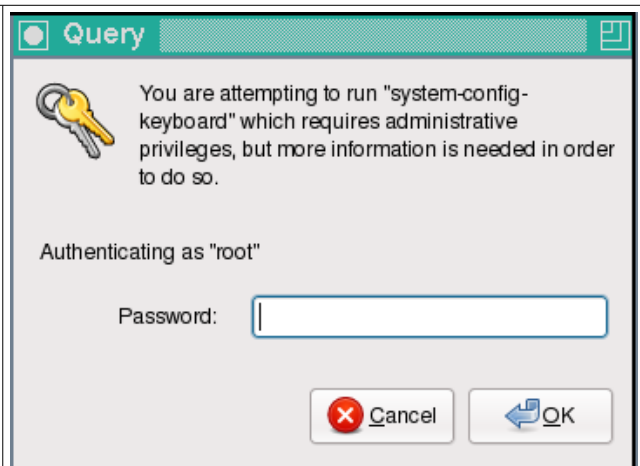 Query
You are attempting to run "system-config-
keyboard" which requires administrative
privileges, but more information is needed in order
to do so.
Authenticating as "root"
Password:
Cancel
OK